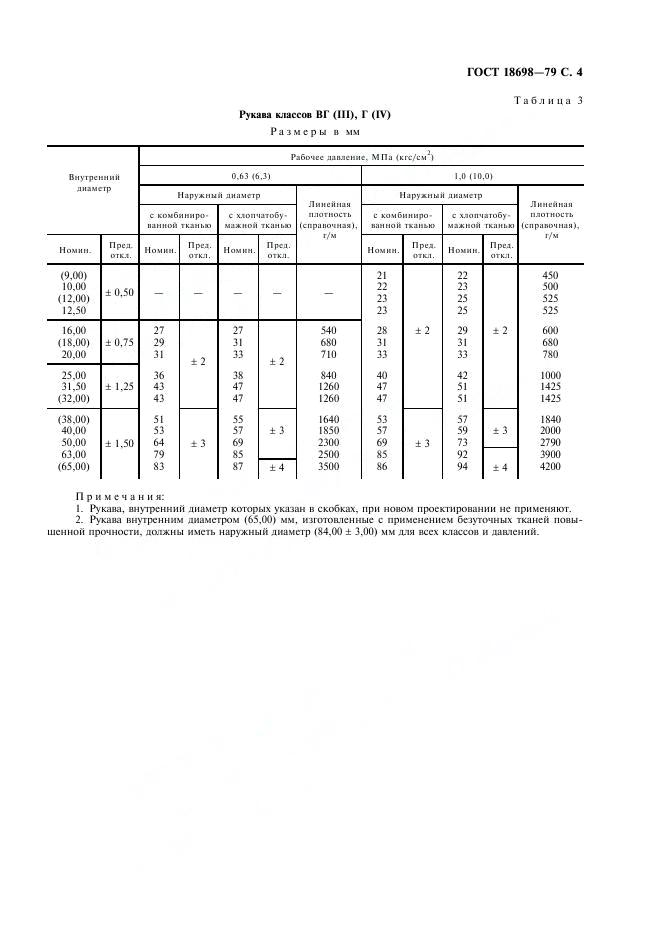 ГОСТ 18698—79 С. 4
Таблица 3
Рукава классов ВГ (III), Г (IV)
Размеры в мм
Внутренний диаметр
Рабочее давление, МПа (кгс/см²)
0,63 (6,3) 1,0 (10,0)
Наружный диаметр Линейная плотность (справочная), г/м Наружный диаметр Линейная плотность (справочная), г/м
с комбиниро-ванной тканью с хлопчатобу-мажной тканью с комбиниро-ванной тканью с хлопчатобу-мажной тканью
Номин. Пред. откл. Номин. Пред. откл. Номин. Пред. откл. Номин. Пред. откл. Номин. Пред. откл.
(9,00) 21 22 450
10,00 22 23 500
± 0,50 — — — — —
(12,00) 23 25 525
12,50 23 25 525
16,00 27 27 540 28 ± 2 29 ± 2 600
(18,00) ± 0,75 29 31 680 31 31 680
20,00 31 33 710 33 33 780
± 2 ± 2
25,00 36 38 840 40 42 1000
31,50 ± 1,25 43 47 1260 47 51 1425
(32,00) 43 47 1260 47 51 1425
(38,00) 51 55 1640 53 57 1840
40,00 53 57 ± 3 1850 57 59 ± 3 2000
50,00 ± 1,50 64 ± 3 69 2300 69 ± 3 73 2790
63,00 79 85 2500 85 92 3900
(65,00) 83 87 ± 4 3500 86 94 ± 4 4200
Примечания:
1. Рукава, внутренний диаметр которых указан в скобках, при новом проектировании не применяют.
2. Рукава внутренним диаметром (65,00) мм, изготовленные с применением безуточных тканей повы-
шенной прочности, должны иметь наружный диаметр (84,00 ± 3,00) мм для всех классов и давлений.